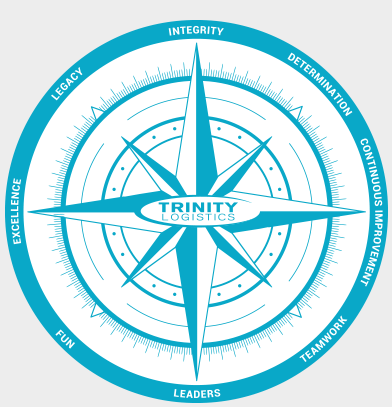 INTEGRITY
DETERMINATION
CONTINUOUS IMPROVEMENT
TEAMWORK
LEADERS
FUN
EXCELLENCE
LEGACY
TRINITY
LOGISTICS